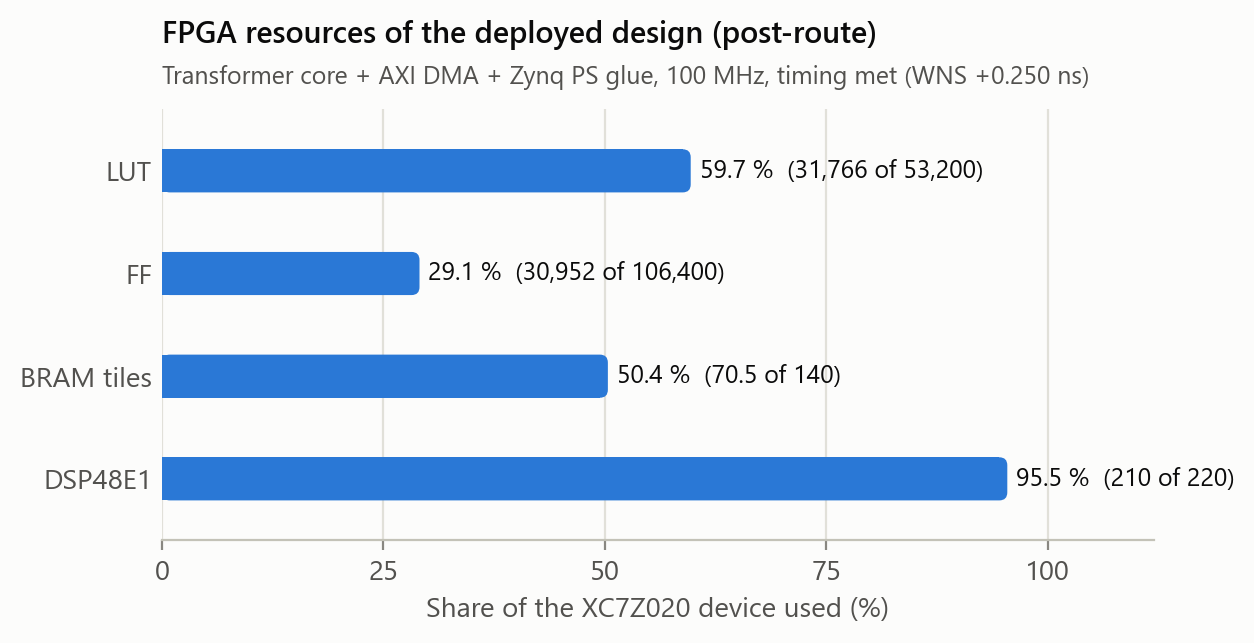 FPGA resources of the deployed design (post-route)
Transformer core + AXI DMA + Zynq PS glue, 100 MHz, timing met (WNS +0.250 ns)
LUT 59.7 % (31,766 of 53,200)
FF 29.1 % (30,952 of 106,400)
BRAM tiles 50.4 % (70.5 of 140)
DSP48E1 95.5 % (210 of 220)
0 25 50 75 100
Share of the XC7Z020 device used (%)